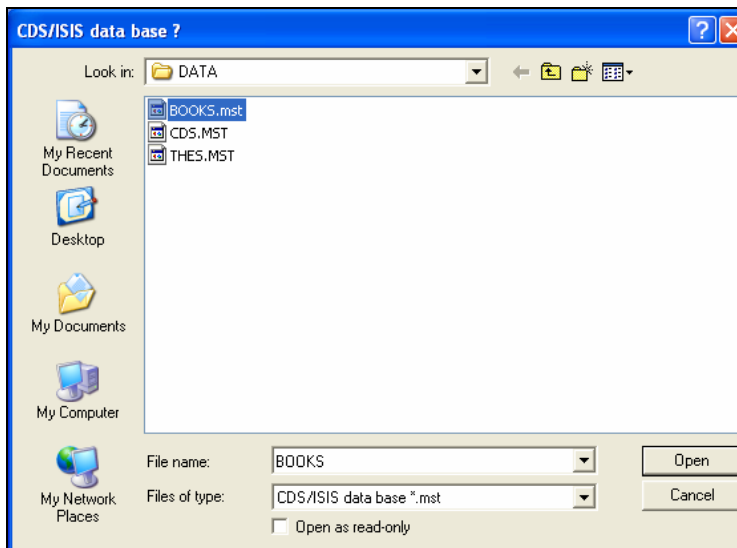 CDS/ISIS data base ?
Look in: DATA
BOOKS.mst
CDS.MST
THES.MST
My Recent
Documents
Desktop
My Documents
My Computer
My Network
Places
File name: BOOKS Open
Files of type: CDS/ISIS data base *.mst Cancel
Open as read-only